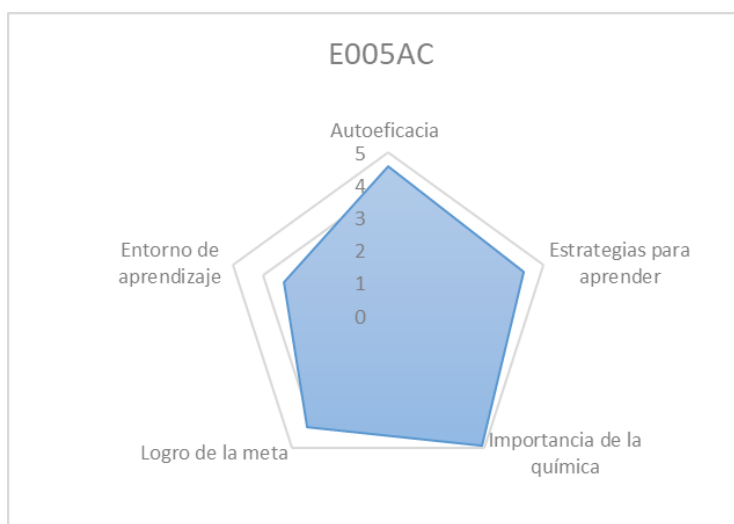 E005AC
Autoeficacia
5
4
3
2
1
0
Estrategias para
aprender
Importancia de la
química
Logro de la meta
Entorno de
aprendizaje